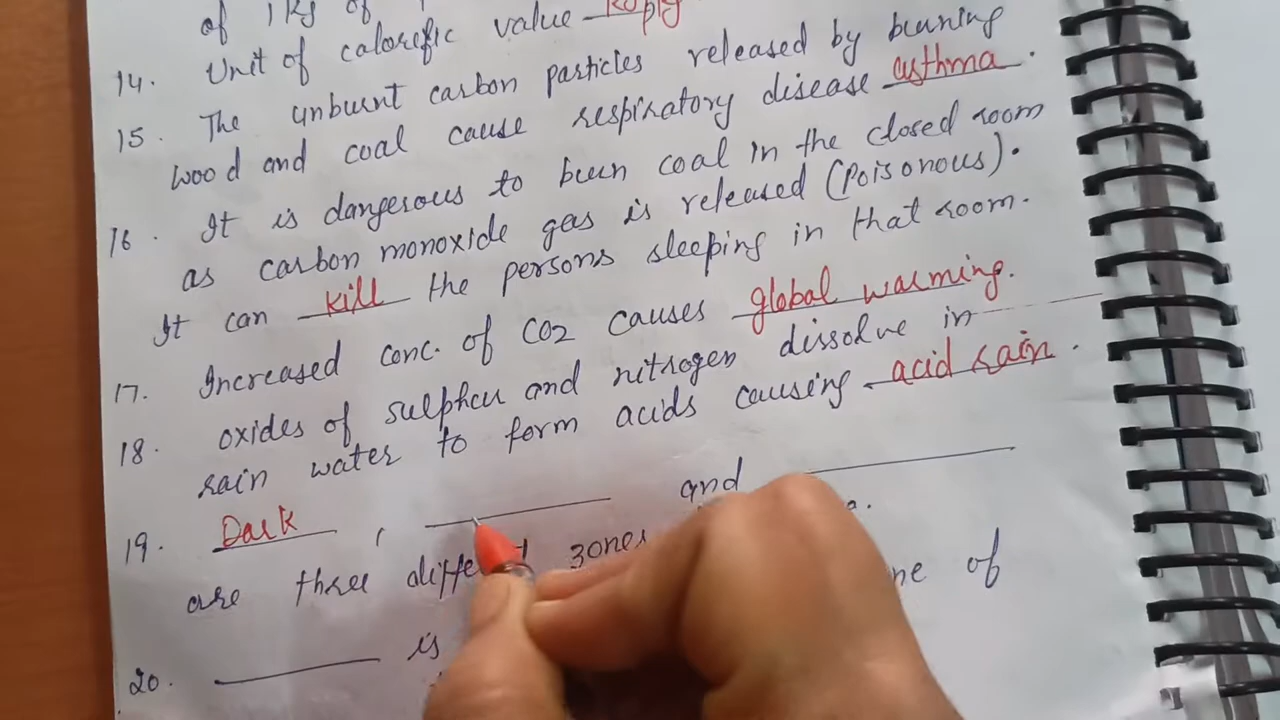 of 1 kg of
14. Unit of calorific value
15. The unburnt carbon particles released by burning
wood and coal cause respiratory disease asthma.
16. It is dangerous to burn coal in the closed room
as carbon monoxide gas is released (Poisonous).
It can kill the persons sleeping in that room.
17. Increased conc. of CO2 causes global warming.
18. oxides of sulphur and nitrogen dissolve in
rain water to form acids causing acid rain.
19. Dark, and
are three zones
20. is of